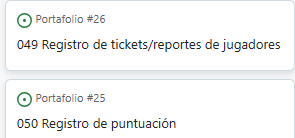 Portafolio #26
049 Registro de tickets/reportes de jugadores
Portafolio #25
050 Registro de puntuación